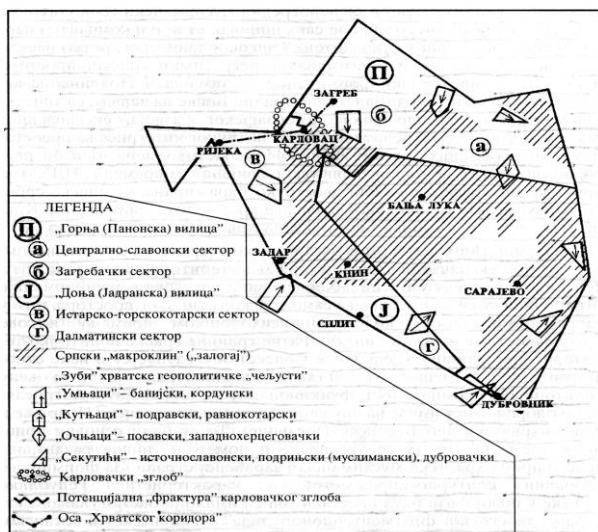 П
ЗАГРЕБ
б
а
КАРЛОВАЦ
РИЈЕКА
в
БАЊА ЛУКА
ЗАДАР
КНИН
САРАЈЕВО
СПЛИТ
Ј
г
ДУБРОВНИК
ЛЕГЕНДА
П „Горња (Панонска) вилица”
а Централно-славонски сектор
б Загребачки сектор
Ј „Доња (Јадранска) вилица”
в Истарско-горскокотарски сектор
г Далматински сектор
Српски „макроклин” („залогај”)
„Зуби” хрватске геополитичке „чељусти”
„Умњаци” – банијски, кордунски
„Кутњаци” – подравски, равнокотарски
„Очњаци” – посавски, западнохерцеговачки
„Секутићи” – источнославонски, подрињски (муслимански), дубровачки
Карловачки „зглоб”
Потенцијална „фрактура” карловачког зглоба
Оса „Хрватског коридора”